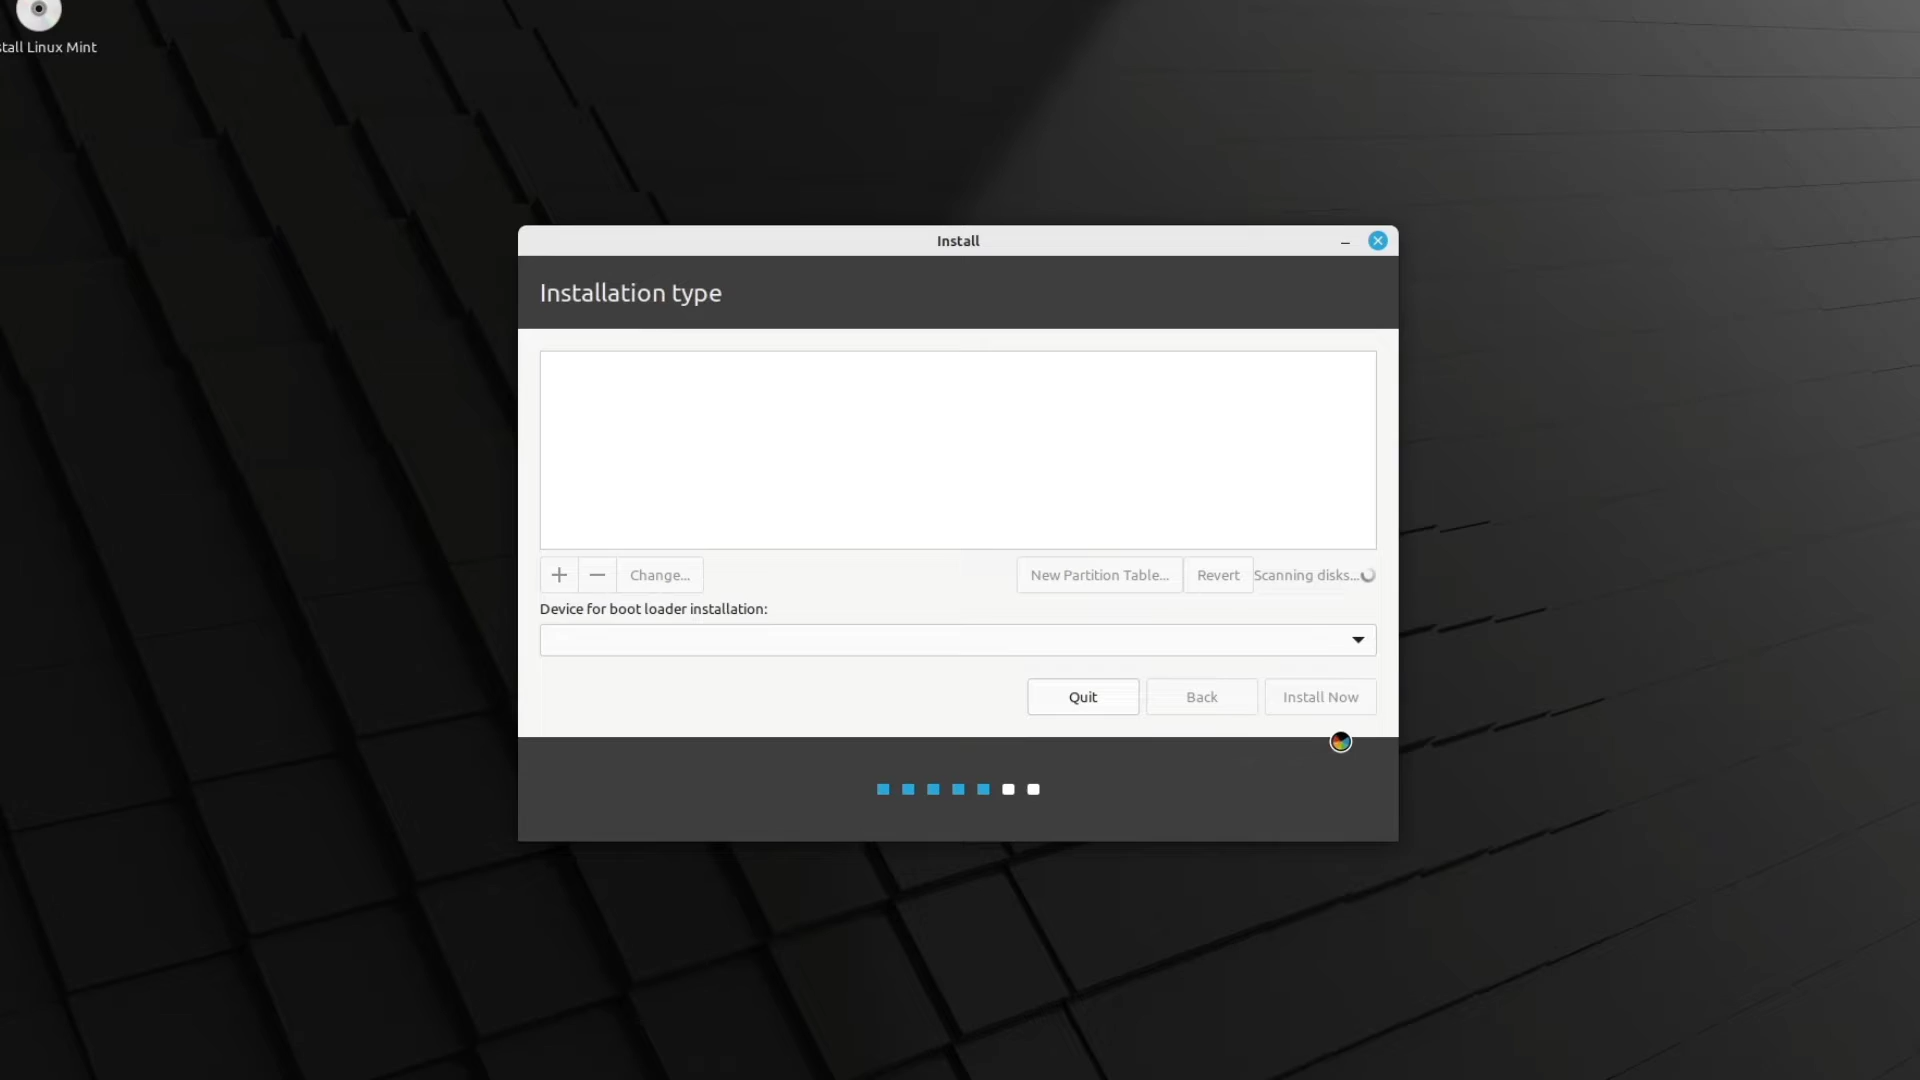 stall Linux Mint
Install
Installation type
Change...
New Partition Table...
Revert
Scanning disks...
Device for boot loader installation:
Quit
Back
Install Now